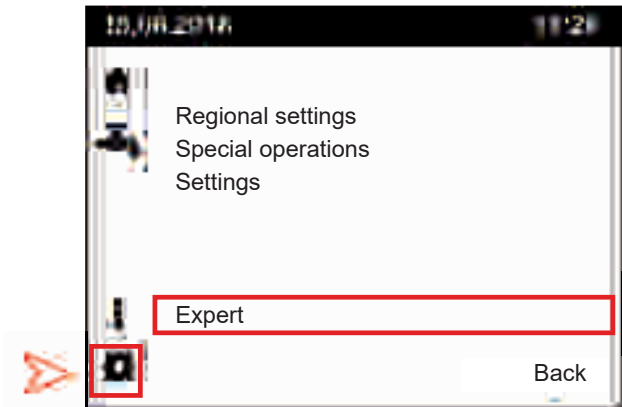 Regional settings
Special operations
Settings
Expert
Back